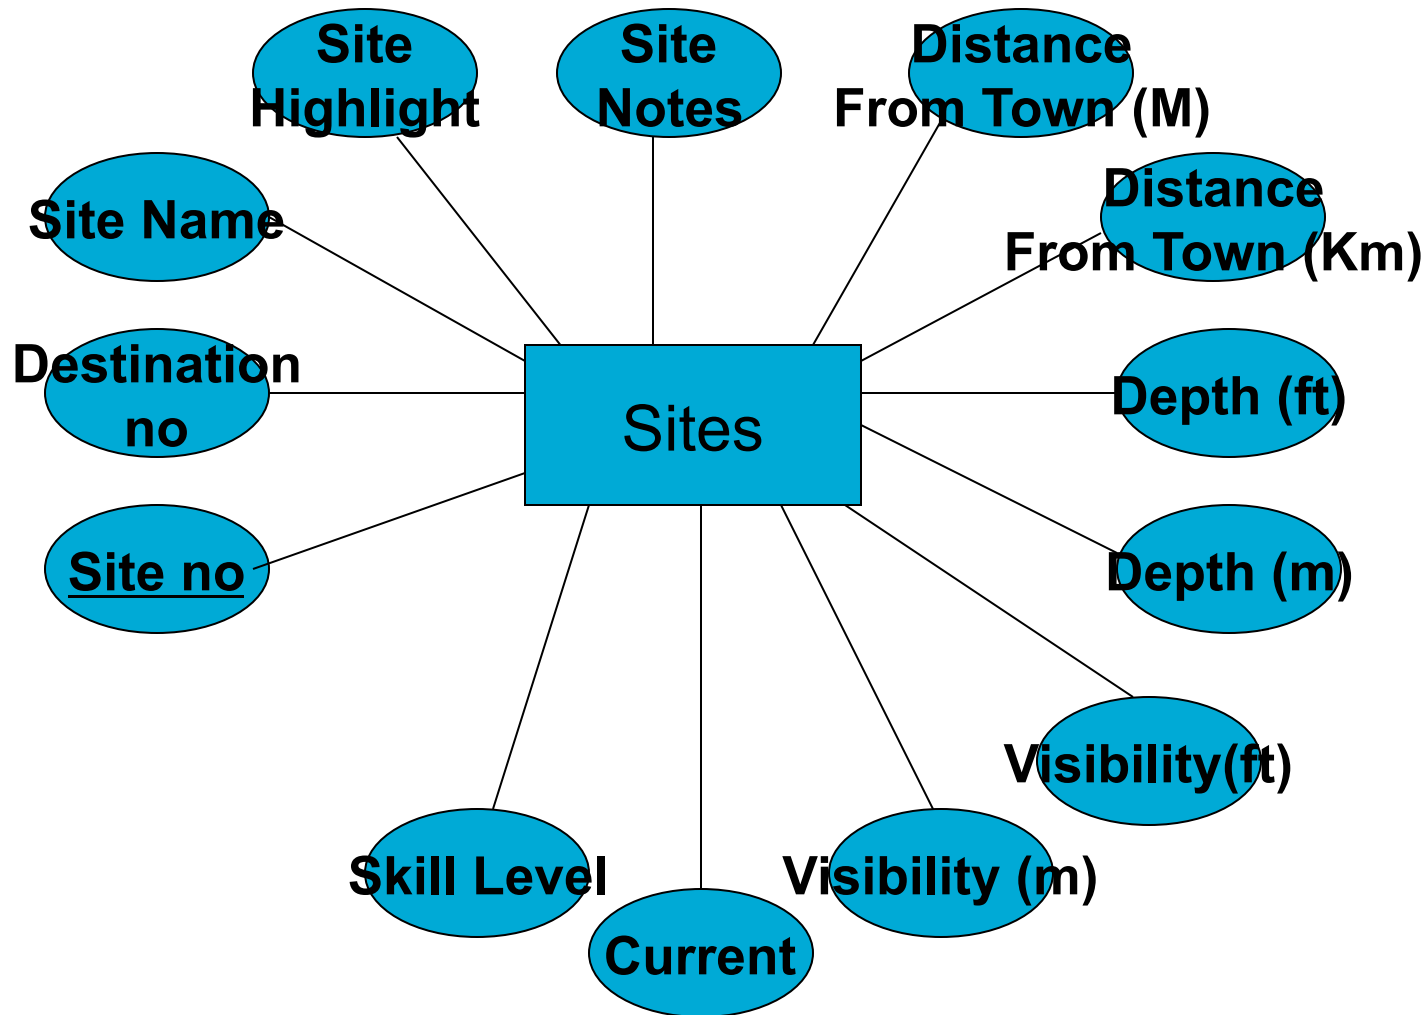 Site
Highlight
Site
Notes
Distance
From Town (M)
Distance
From Town (Km)
Site Name
Destination
no
Sites
Depth (ft)
Site no
Depth (m)
Visibility(ft)
Skill Level
Visibility (m)
Current